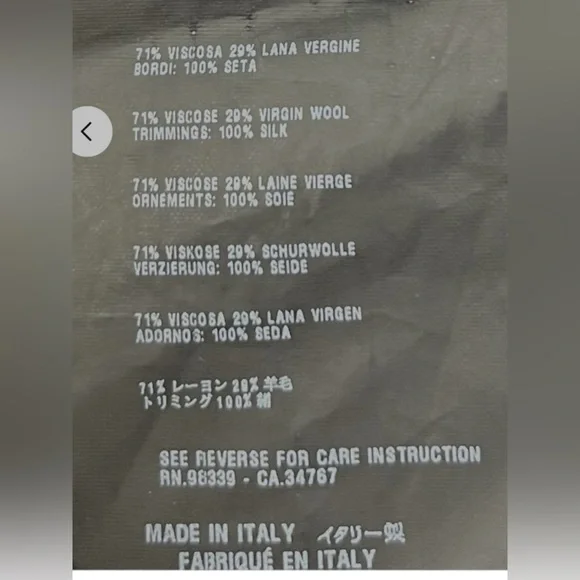 71% VISCOSA 29% LANA VERGINE
BORDI: 100% SETA
71% VISCOSE 29% VIRGIN WOOL
TRIMMINGS: 100% SILK
71% VISCOSE 29% LAINE VIERGE
ORNEMENTS: 100% SOIE
71% VISKOSE 29% SCHURWOLLE
VERZIERUNG: 100% SEIDE
71% VISCOSA 29% LANA VIRGEN
ADORNOS: 100% SEDA
71% レーヨン 29% 羊毛
トリミング 100% 絹
SEE REVERSE FOR CARE INSTRUCTION
RN.98339 - CA.34767
MADE IN ITALY イタリー製
FABRIQUÉ EN ITALY